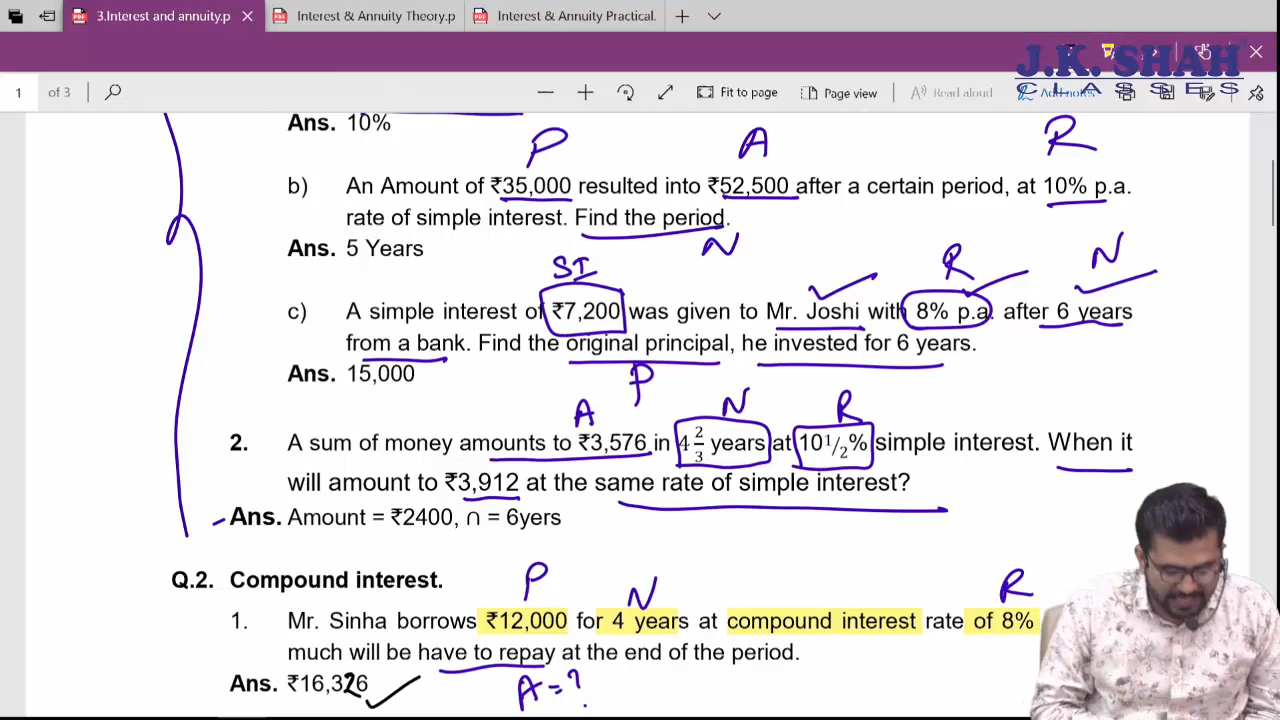 3.Interest and annuity.p
Interest & Annuity Theory.p
Interest & Annuity Practical.
J.K. SHAH
CLASSES
1 of 3
Fit to page
Page view
Read aloud
Add notes
Ans. 10%
P A R
b) An Amount of ₹35,000 resulted into ₹52,500 after a certain period, at 10% p.a.
rate of simple interest. Find the period.
N
Ans. 5 Years
SI R N
c) A simple interest of ₹7,200 was given to Mr. Joshi with 8% p.a. after 6 years
from a bank. Find the original principal, he invested for 6 years.
Ans. 15,000
P
A N R
2. A sum of money amounts to ₹3,576 in 4 2/3 years at 10 1/2% simple interest. When it
will amount to ₹3,912 at the same rate of simple interest?
Ans. Amount = ₹2400, ∩ = 6yers
Q.2. Compound interest.
P N R
1. Mr. Sinha borrows ₹12,000 for 4 years at compound interest rate of 8%
much will be have to repay at the end of the period.
Ans. ₹16,326
A = ?